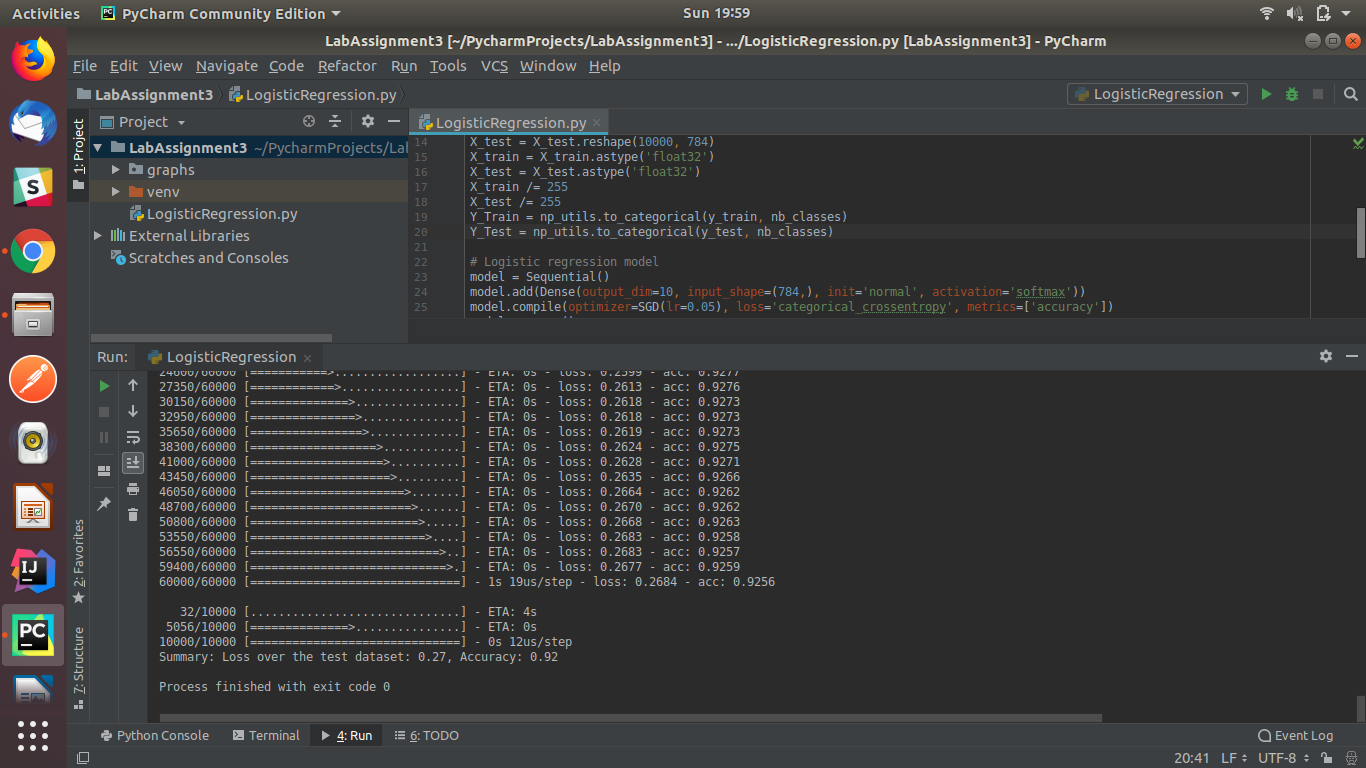 Activities PyCharm Community Edition Sun 19:59
LabAssignment3 [~/PycharmProjects/LabAssignment3] - .../LogisticRegression.py [LabAssignment3] - PyCharm
File Edit View Navigate Code Refactor Run Tools VCS Window Help
LabAssignment3 LogisticRegression.py LogisticRegression
1: Project
Project
LabAssignment3 ~/PycharmProjects/Lab
graphs
venv
LogisticRegression.py
External Libraries
Scratches and Consoles
LogisticRegression.py
14 X_test = X_test.reshape(10000, 784)
15 X_train = X_train.astype('float32')
16 X_test = X_test.astype('float32')
17 X_train /= 255
18 X_test /= 255
19 Y_Train = np_utils.to_categorical(y_train, nb_classes)
20 Y_Test = np_utils.to_categorical(y_test, nb_classes)
21
22 # Logistic regression model
23 model = Sequential()
24 model.add(Dense(output_dim=10, input_shape=(784,), init='normal', activation='softmax'))
25 model.compile(optimizer=SGD(lr=0.05), loss='categorical_crossentropy', metrics=['accuracy'])
Run: LogisticRegression
24600/60000 [===========>..................] - ETA: 0s - loss: 0.2599 - acc: 0.9277
27350/60000 [============>.................] - ETA: 0s - loss: 0.2613 - acc: 0.9276
30150/60000 [==============>...............] - ETA: 0s - loss: 0.2618 - acc: 0.9273
32950/60000 [===============>..............] - ETA: 0s - loss: 0.2618 - acc: 0.9273
35650/60000 [================>.............] - ETA: 0s - loss: 0.2619 - acc: 0.9273
38300/60000 [==================>...........] - ETA: 0s - loss: 0.2624 - acc: 0.9275
41000/60000 [===================>..........] - ETA: 0s - loss: 0.2628 - acc: 0.9271
43450/60000 [====================>.........] - ETA: 0s - loss: 0.2635 - acc: 0.9266
46050/60000 [======================>.......] - ETA: 0s - loss: 0.2664 - acc: 0.9262
48700/60000 [=======================>......] - ETA: 0s - loss: 0.2670 - acc: 0.9262
50800/60000 [========================>.....] - ETA: 0s - loss: 0.2668 - acc: 0.9263
53550/60000 [=========================>....] - ETA: 0s - loss: 0.2683 - acc: 0.9258
56550/60000 [===========================>..] - ETA: 0s - loss: 0.2683 - acc: 0.9257
59400/60000 [============================>.] - ETA: 0s - loss: 0.2677 - acc: 0.9259
60000/60000 [==============================] - 1s 19us/step - loss: 0.2684 - acc: 0.9256
32/10000 [..............................] - ETA: 4s
5056/10000 [==============>...............] - ETA: 0s
10000/10000 [==============================] - 0s 12us/step
Summary: Loss over the test dataset: 0.27, Accuracy: 0.92
Process finished with exit code 0
2: Favorites
7: Structure
Python Console Terminal 4: Run 6: TODO Event Log
20:41 LF UTF-8